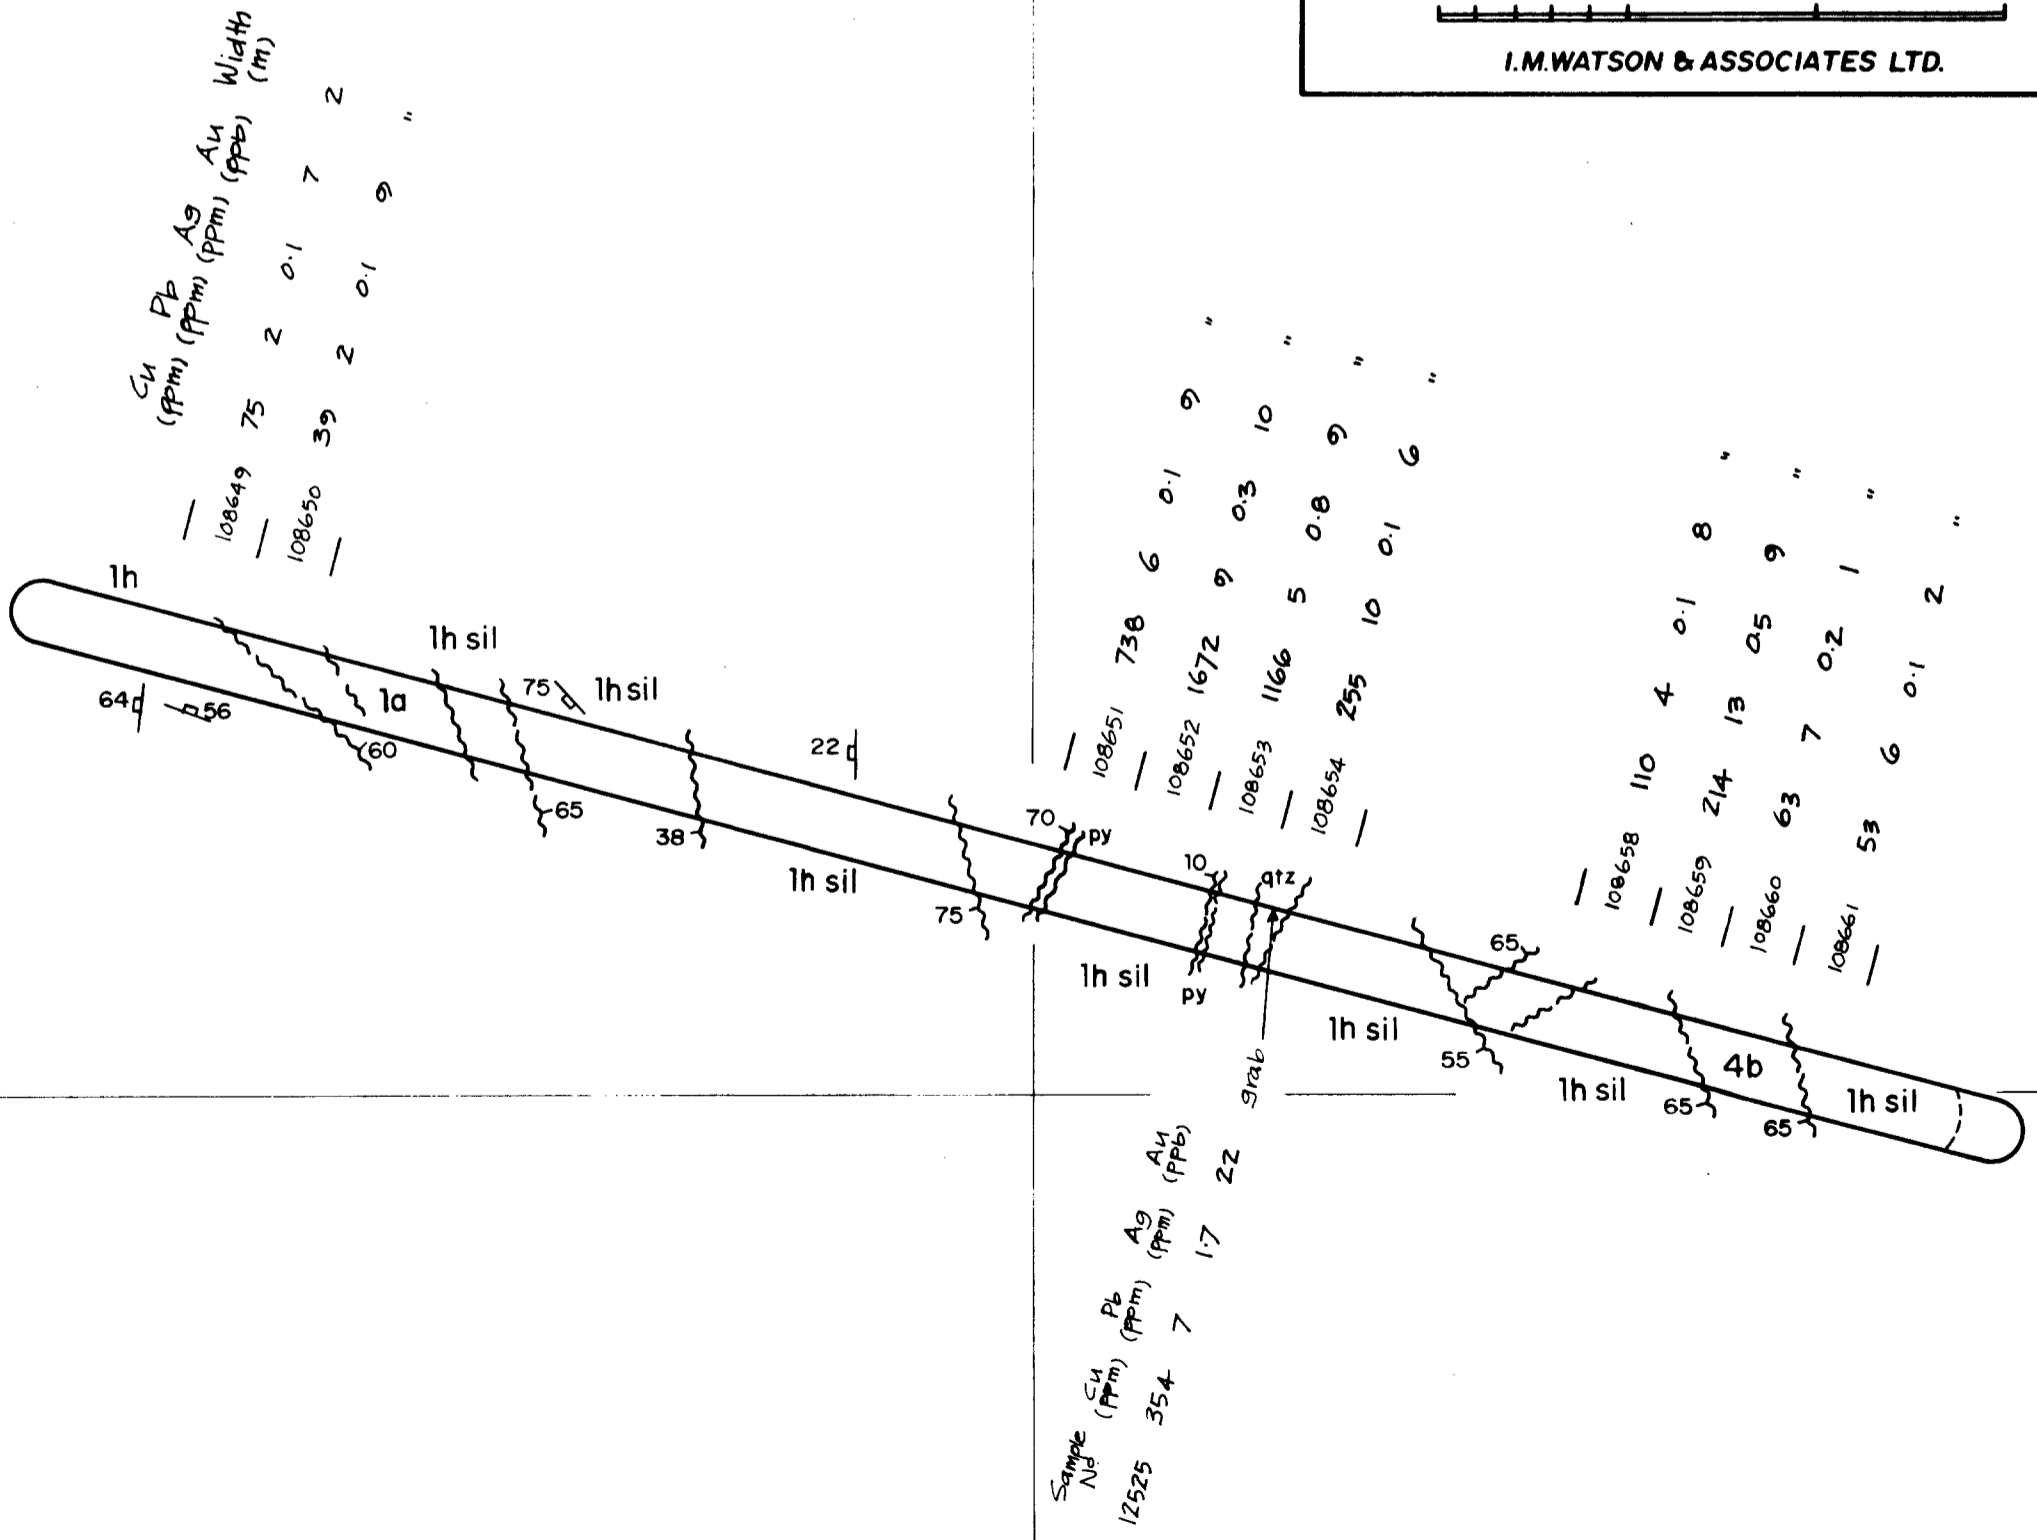 I.M.WATSON & ASSOCIATES LTD.
Cu (ppm) Pb (ppm) Ag (ppm) Au (ppb) Width (m)
108649 75 2 0.1 7 2
108650 39 2 0.1 9 "
108651 738 6 0.1 9 "
108652 1672 9 0.3 10 "
108653 1166 5 0.8 9 "
108654 255 10 0.1 6 "
108658 110 4 0.1 8 "
108659 214 13 0.5 9 "
108660 63 7 0.2 1 "
108661 53 6 0.1 2 "
1h
1h sil
75
1h sil
64
56
1a
60
65
22
38
1h sil
75
70
py
10
qtz
1h sil
py
65
1h sil
55
1h sil
4b
65
65
1h sil
grab
Sample No Cu (ppm) Pb (ppm) Ag (ppm) Au (ppb)
12525 354 7 1.7 22